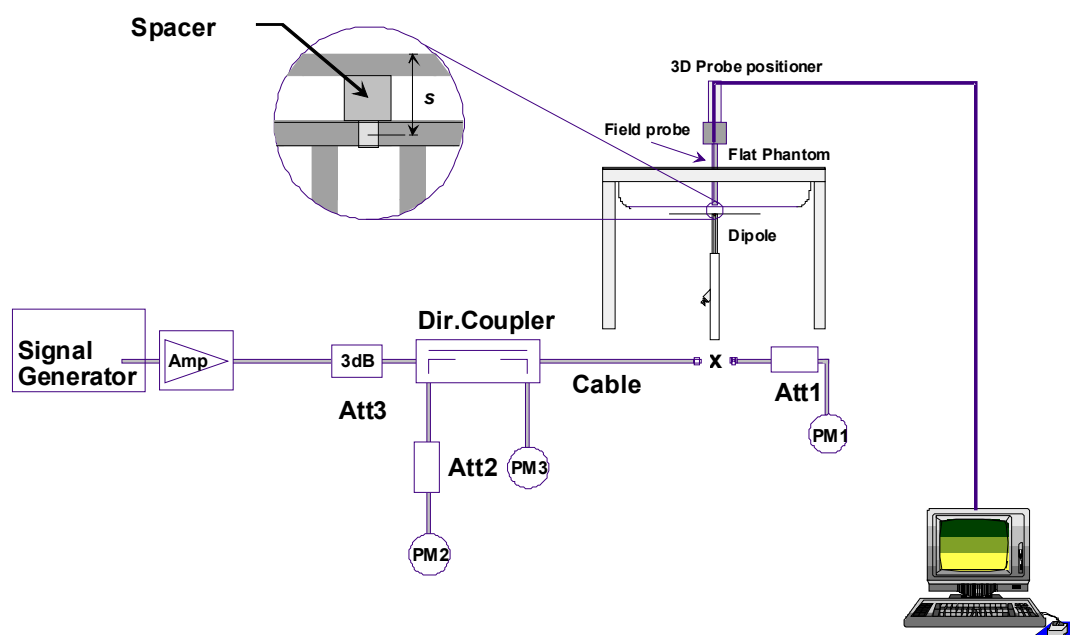 Spacer
s
3D Probe positioner
Field probe
Flat Phantom
Dipole
Dir.Coupler
Signal
Generator
Amp
3dB
Att3
Cable
x
Att1
PM1
Att2
PM3
PM2